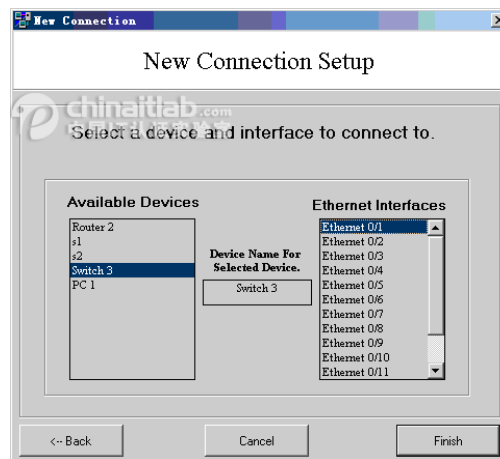 New Connection
New Connection Setup
chinaitlab.com
Select a device and interface to connect to.
Available Devices
Router 2
s1
s2
Switch 3
PC 1
Device Name For
Selected Device.
Switch 3
Ethernet Interfaces
Ethernet 0/1
Ethernet 0/2
Ethernet 0/3
Ethernet 0/4
Ethernet 0/5
Ethernet 0/6
Ethernet 0/7
Ethernet 0/8
Ethernet 0/9
Ethernet 0/10
Ethernet 0/11
<-- Back
Cancel
Finish